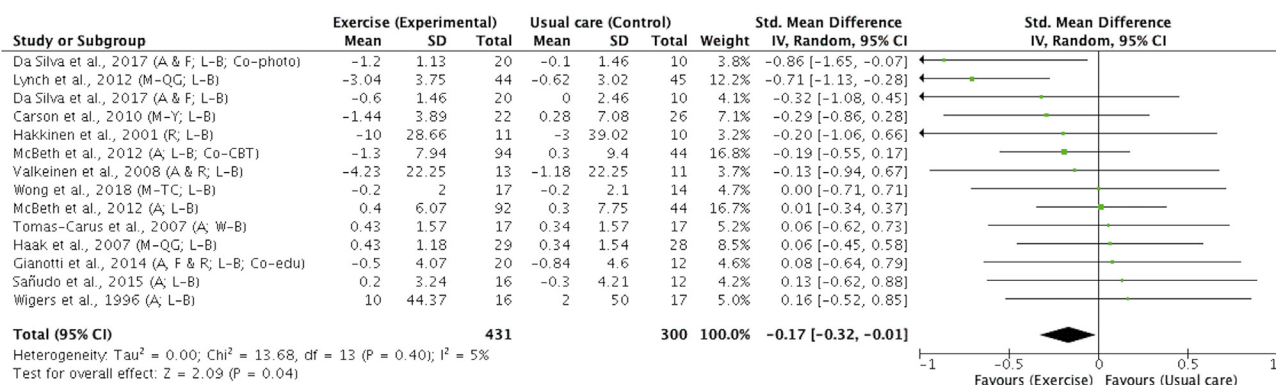 Exercise (Experimental) Usual care (Control) Std. Mean Difference Std. Mean Difference
Study or Subgroup Mean SD Total Mean SD Total Weight IV, Random, 95% CI IV, Random, 95% CI
Da Silva et al., 2017 (A & F; L-B; Co-photo) -1.2 1.13 20 -0.1 1.46 10 3.8% -0.86 [-1.65, -0.07]
Lynch et al., 2012 (M-QG; L-B) -3.04 3.75 44 -0.62 3.02 45 12.2% -0.71 [-1.13, -0.28]
Da Silva et al., 2017 (A & F; L-B) -0.6 1.46 20 0 2.46 10 4.1% -0.32 [-1.08, 0.45]
Carson et al., 2010 (M-Y; L-B) -1.44 3.89 22 0.28 7.08 26 7.1% -0.29 [-0.86, 0.28]
Hakkinen et al., 2001 (R; L-B) -10 28.66 11 -3 39.02 10 3.2% -0.20 [-1.06, 0.66]
McBeth et al., 2012 (A; L-B; Co-CBT) -1.3 7.94 94 0.3 9.4 44 16.8% -0.19 [-0.55, 0.17]
Valkeinen et al., 2008 (A & R; L-B) -4.23 22.25 13 -1.18 22.25 11 3.7% -0.13 [-0.94, 0.67]
Wong et al., 2018 (M-TC; L-B) -0.2 2 17 -0.2 2.1 14 4.7% 0.00 [-0.71, 0.71]
McBeth et al., 2012 (A; L-B) 0.4 6.07 92 0.3 7.75 44 16.7% 0.01 [-0.34, 0.37]
Tomas-Carus et al., 2007 (A; W-B) 0.43 1.57 17 0.34 1.57 17 5.2% 0.06 [-0.62, 0.73]
Haak et al., 2007 (M-QG; L-B) 0.43 1.18 29 0.34 1.54 28 8.5% 0.06 [-0.45, 0.58]
Gianotti et al., 2014 (A, F & R; L-B; Co-edu) -0.5 4.07 20 -0.84 4.6 12 4.6% 0.08 [-0.64, 0.79]
Sañudo et al., 2015 (A; L-B) 0.2 3.24 16 -0.3 4.21 12 4.2% 0.13 [-0.62, 0.88]
Wigers et al., 1996 (A; L-B) 10 44.37 16 2 50 17 5.0% 0.16 [-0.52, 0.85]
Total (95% CI) 431 300 100.0% -0.17 [-0.32, -0.01]
Heterogeneity: Tau² = 0.00; Chi² = 13.68, df = 13 (P = 0.40); I² = 5%
Test for overall effect: Z = 2.09 (P = 0.04)
-1 -0.5 0 0.5 1
Favours (Exercise) Favours (Usual care)